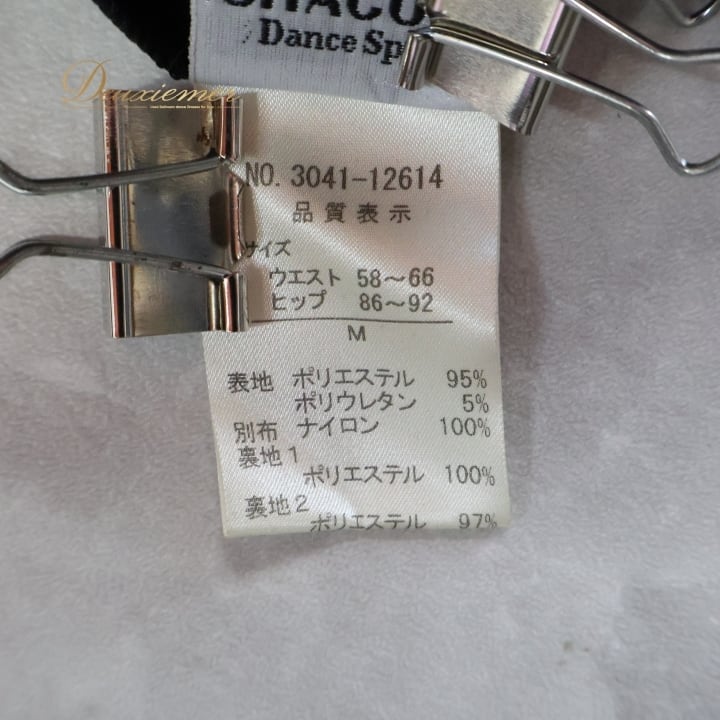 Dance Sp
Dauxiemer
NO. 3041-12614
品質表示
サイズ
ウエスト 58～66
ヒップ 86～92
M
表地 ポリエステル 95%
ポリウレタン 5%
別布 ナイロン 100%
裏地1
ポリエステル 100%
裏地2
ポリエステル 97%